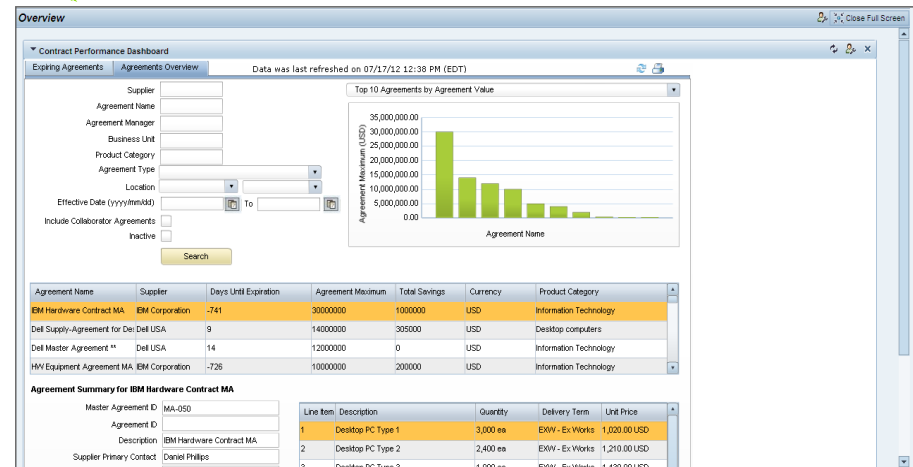 Overview
Close Full Screen
Contract Performance Dashboard
Expiring Agreements
Agreements Overview
Data was last refreshed on 07/17/12 12:38 PM (EDT)
Supplier
Agreement Name
Agreement Manager
Business Unit
Product Category
Agreement Type
Location
Effective Date (yyyy/mm/dd)
To
Include Collaborator Agreements
Inactive
Search
Top 10 Agreements by Agreement Value
Agreement Maximum (USD)
35,000,000.00
30,000,000.00
25,000,000.00
20,000,000.00
15,000,000.00
10,000,000.00
5,000,000.00
0.00
Agreement Name
Agreement Name Supplier Days Until Expiration Agreement Maximum Total Savings Currency Product Category
IBM Hardware Contract MA IBM Corporation -741 30000000 1000000 USD Information Technology
Dell Supply-Agreement for De Dell USA 9 14000000 305000 USD Desktop computers
Dell Master Agreement ** Dell USA 14 12000000 0 USD Information Technology
HW Equipment Agreement MA IBM Corporation -726 10000000 200000 USD Information Technology
Agreement Summary for IBM Hardware Contract MA
Master Agreement ID MA-050
Agreement ID
Description IBM Hardware Contract MA
Supplier Primary Contact Daniel Phillips
Line Item Description Quantity Delivery Term Unit Price
1 Desktop PC Type 1 3,000 ea EXW - Ex Works 1,020.00 USD
2 Desktop PC Type 2 2,400 ea EXW - Ex Works 1,210.00 USD